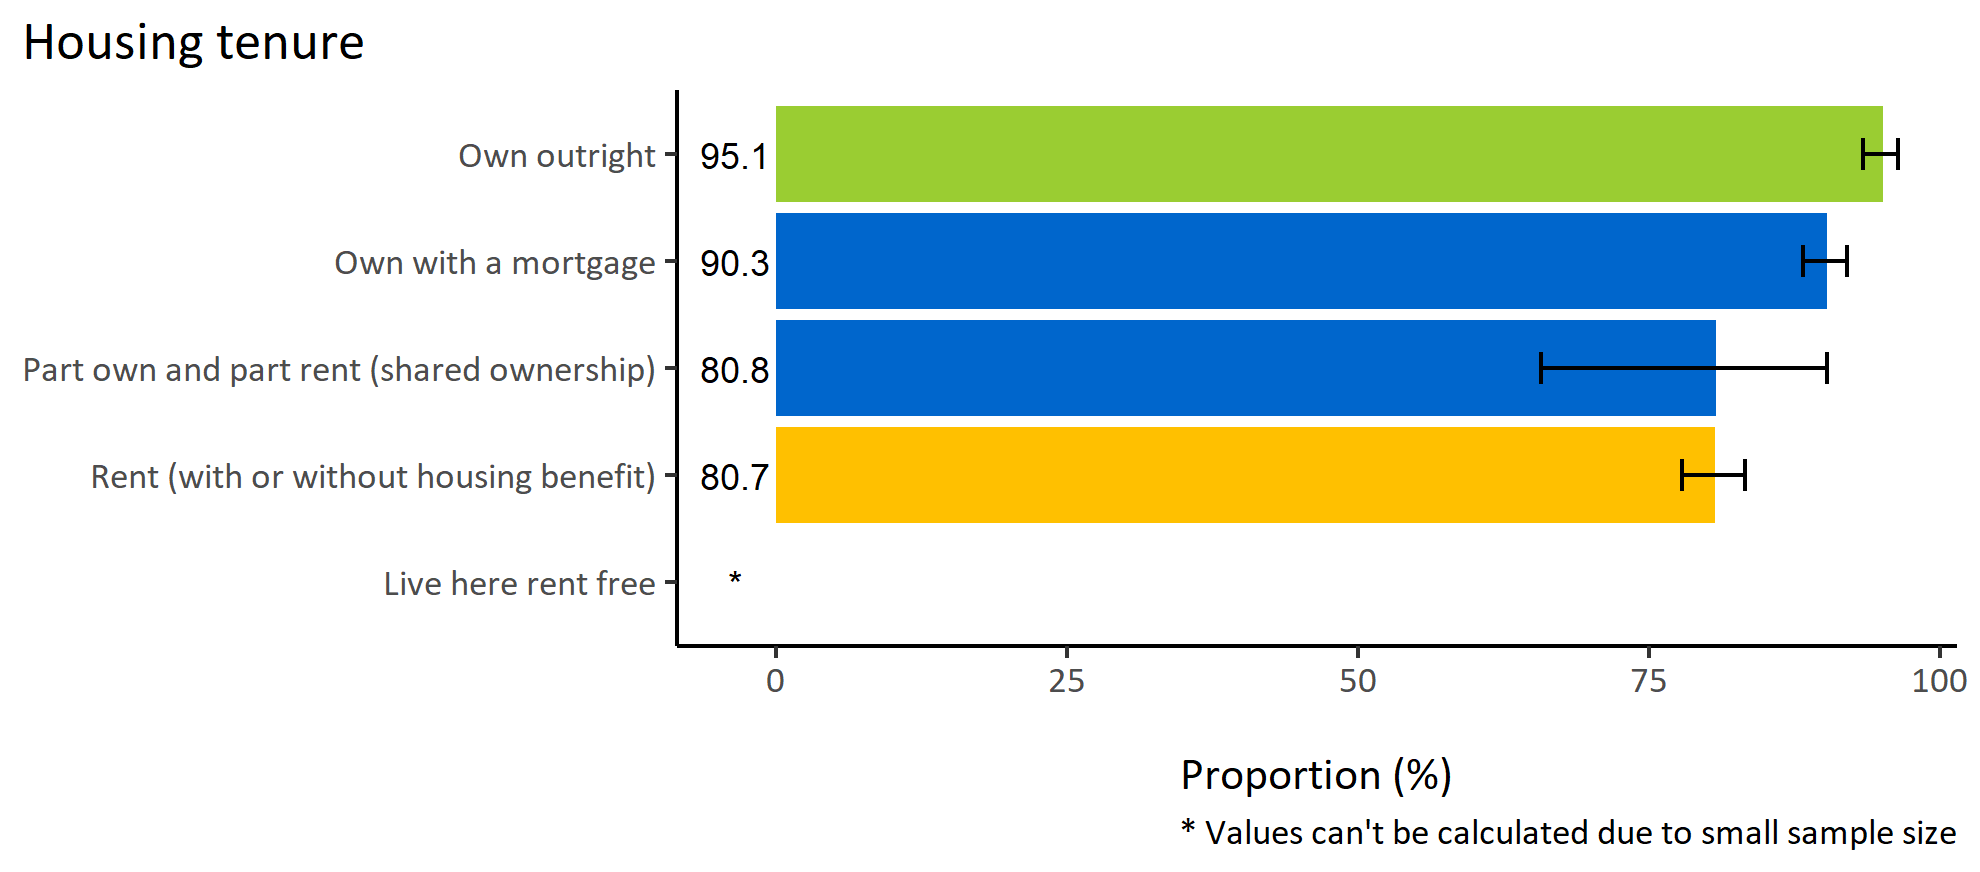 Housing tenure
Own outright 95.1
Own with a mortgage 90.3
Part own and part rent (shared ownership) 80.8
Rent (with or without housing benefit) 80.7
Live here rent free *
0 25 50 75 100
Proportion (%)
* Values can't be calculated due to small sample size